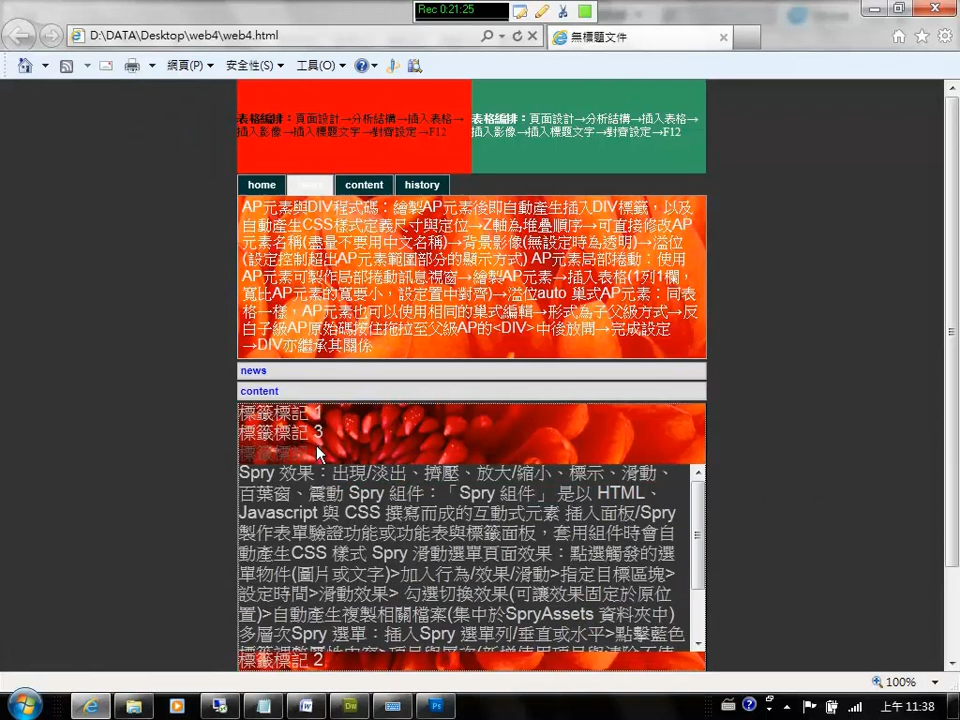 Rec 0:21:25
D:\DATA\Desktop\web4\web4.html
無標題文件
網頁(P)
安全性(S)
工具(O)
表格編排：頁面設計→分析結構→插入表格→
插入影像→插入標題文字→對齊設定→F12
表格編排：頁面設計→分析結構→插入表格→
插入影像→插入標題文字→對齊設定→F12
home
content
history
AP元素與DIV程式碼：繪製AP元素後即自動產生插入DIV標籤，以及
自動產生CSS樣式定義尺寸與定位→Z軸為堆疊順序→可直接修改AP
元素名稱(盡量不要用中文名稱)→背景影像(無設定時為透明)→溢位
(設定控制超出AP元素範圍部分的顯示方式) AP元素局部捲動：使用
AP元素可製作局部捲動訊息視窗→繪製AP元素→插入表格(1列1欄，
寬比AP元素的寬要小，設定置中對齊)→溢位auto 巢式AP元素：同表
格一樣，AP元素也可以使用相同的巢式編輯→形式為子父級方式→反
白子級AP原始碼按住拖拉至父級AP的<DIV>中後放開→完成設定
→DIV亦繼承其關係
news
content
標籤標記 1
標籤標記 3
Spry 效果：出現/淡出、擠壓、放大/縮小、標示、滑動、
百葉窗、震動 Spry 組件：「Spry 組件」 是以 HTML、
Javascript 與 CSS 撰寫而成的互動式元素 插入面板/Spry
製作表單驗證功能或功能表與標籤面板，套用組件時會自
動產生CSS 樣式 Spry 滑動選單頁面效果：點選觸發的選
單物件(圖片或文字)>加入行為/效果/滑動>指定目標區塊>
設定時間>滑動效果> 勾選切換效果(可讓效果固定於原位
置)>自動產生複製相關檔案(集中於SpryAssets 資料夾中)
多層次Spry 選單：插入Spry 選單列/垂直或水平>點擊藍色
標籤標記 2
100%
上午 11:38